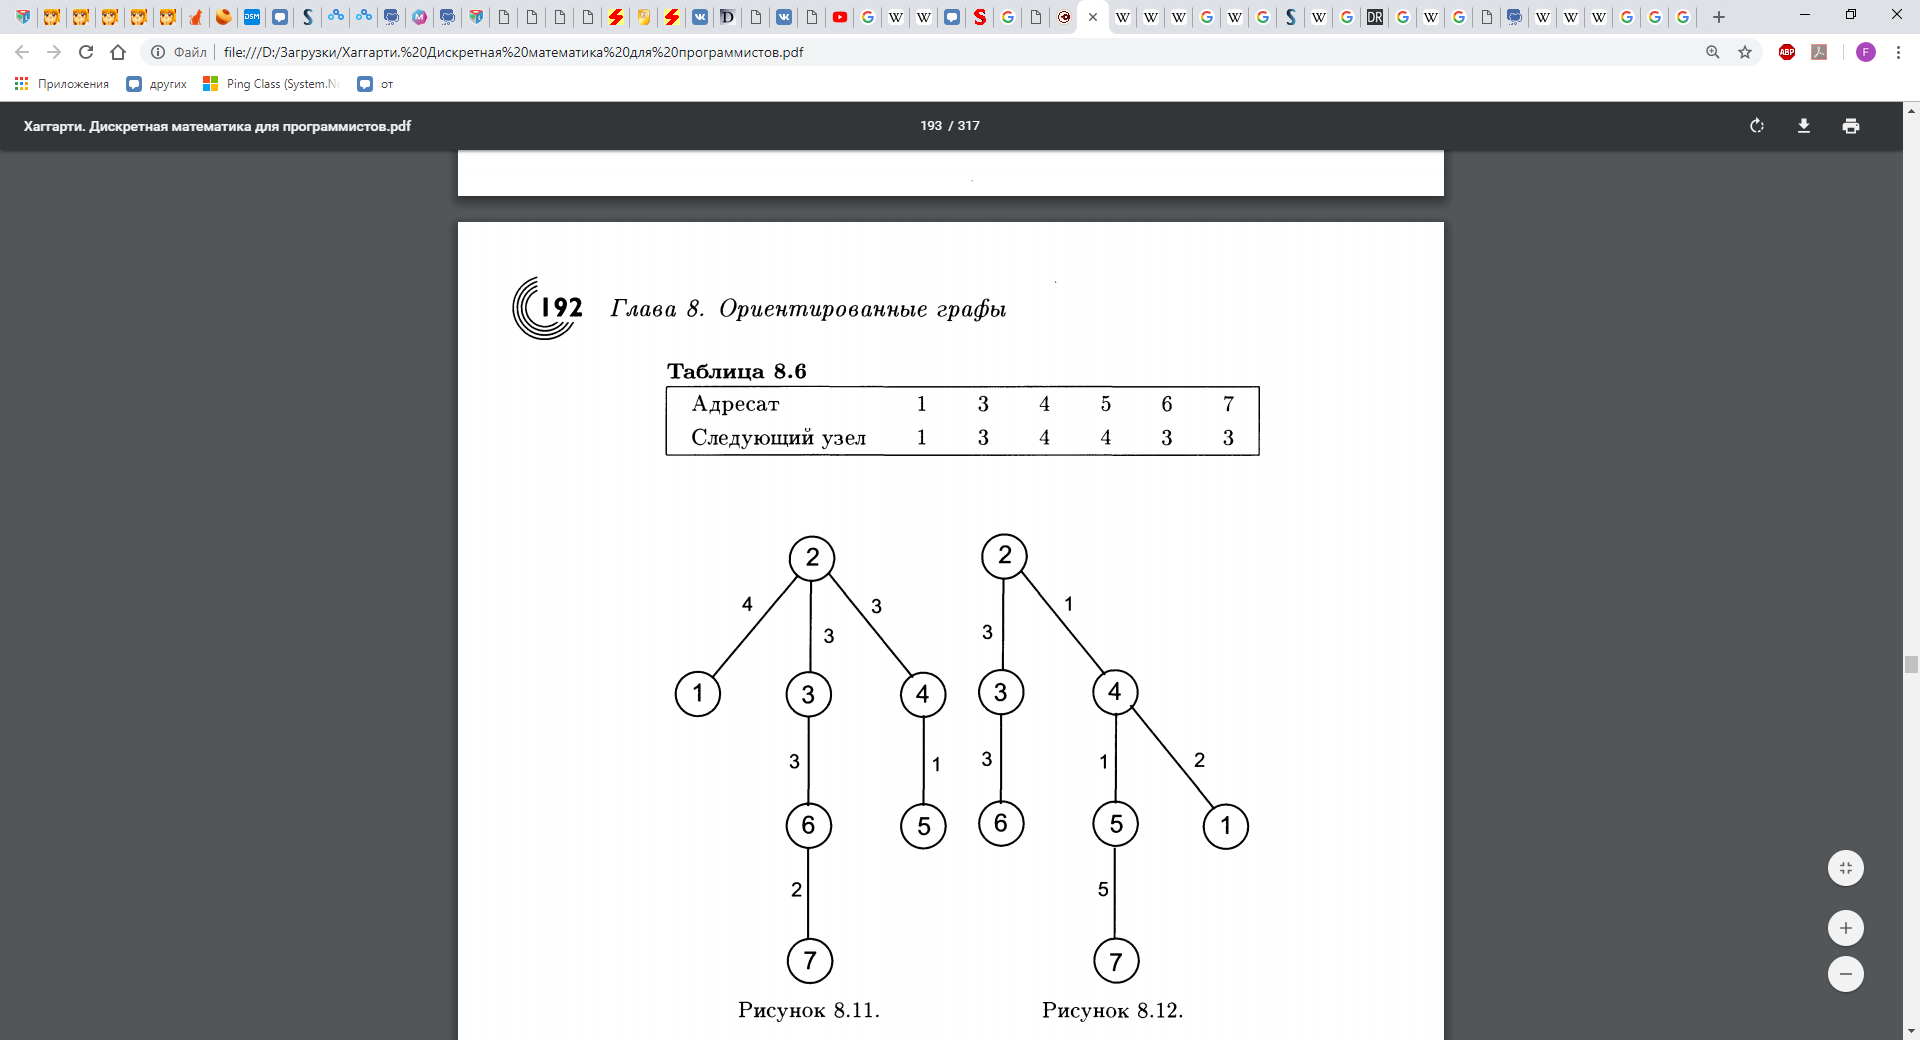 Файл
file:///D:/Загрузки/Хаггарти.%20Дискретная%20математика%20для%20программистов.pdf
ABP
F
Приложения
других
Ping Class (System.Ne
от
Хаггарти. Дискретная математика для программистов.pdf
193 / 317
192 Глава 8. Ориентированные графы
Таблица 8.6
Адресат 1 3 4 5 6 7
Следующий узел 1 3 4 4 3 3
2 2
4 3 1
3 3
1 3 4 3 4
3 1 3 1 2
6 5 6 5 1
2 5
7 7
Рисунок 8.11. Рисунок 8.12.